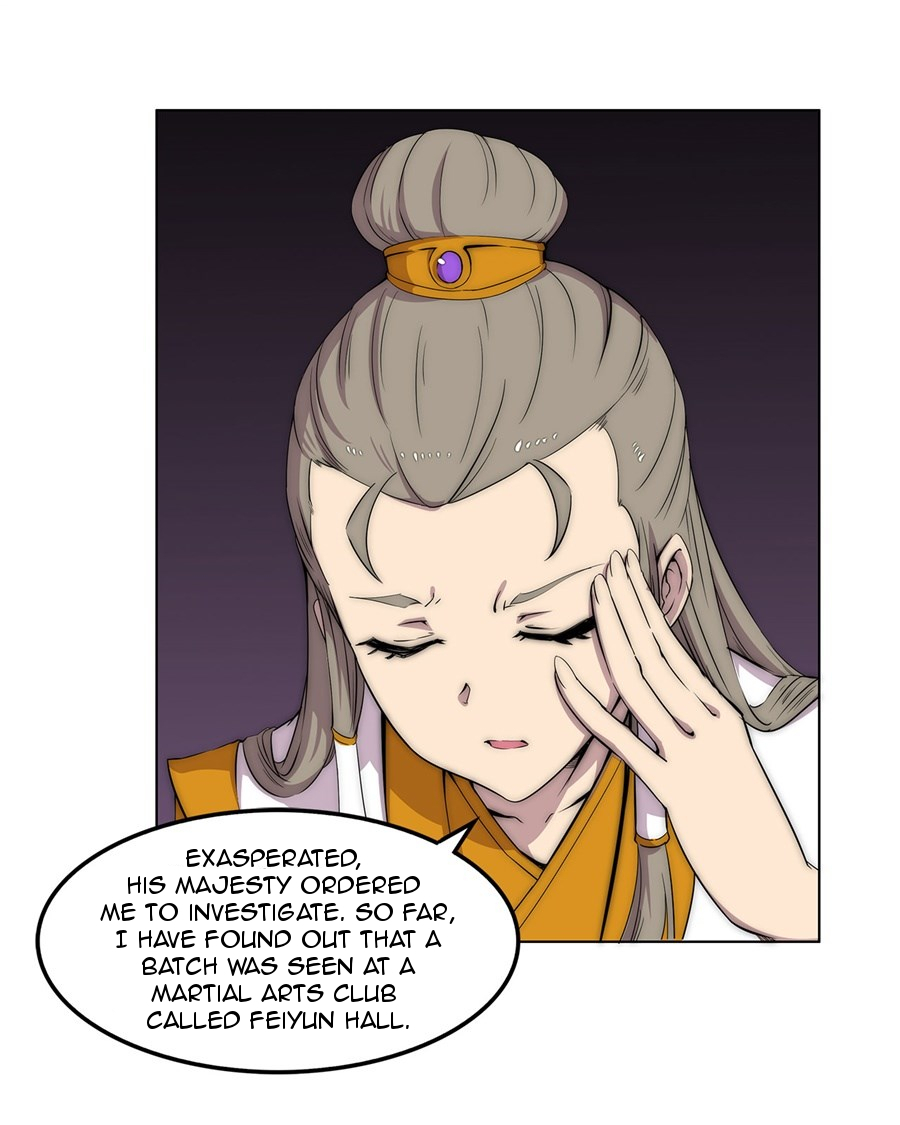 EXASPERATED,
HIS MAJESTY ORDERED
ME TO INVESTIGATE. SO FAR,
I HAVE FOUND OUT THAT A
BATCH WAS SEEN AT A
MARTIAL ARTS CLUB
CALLED FEIYUN HALL.